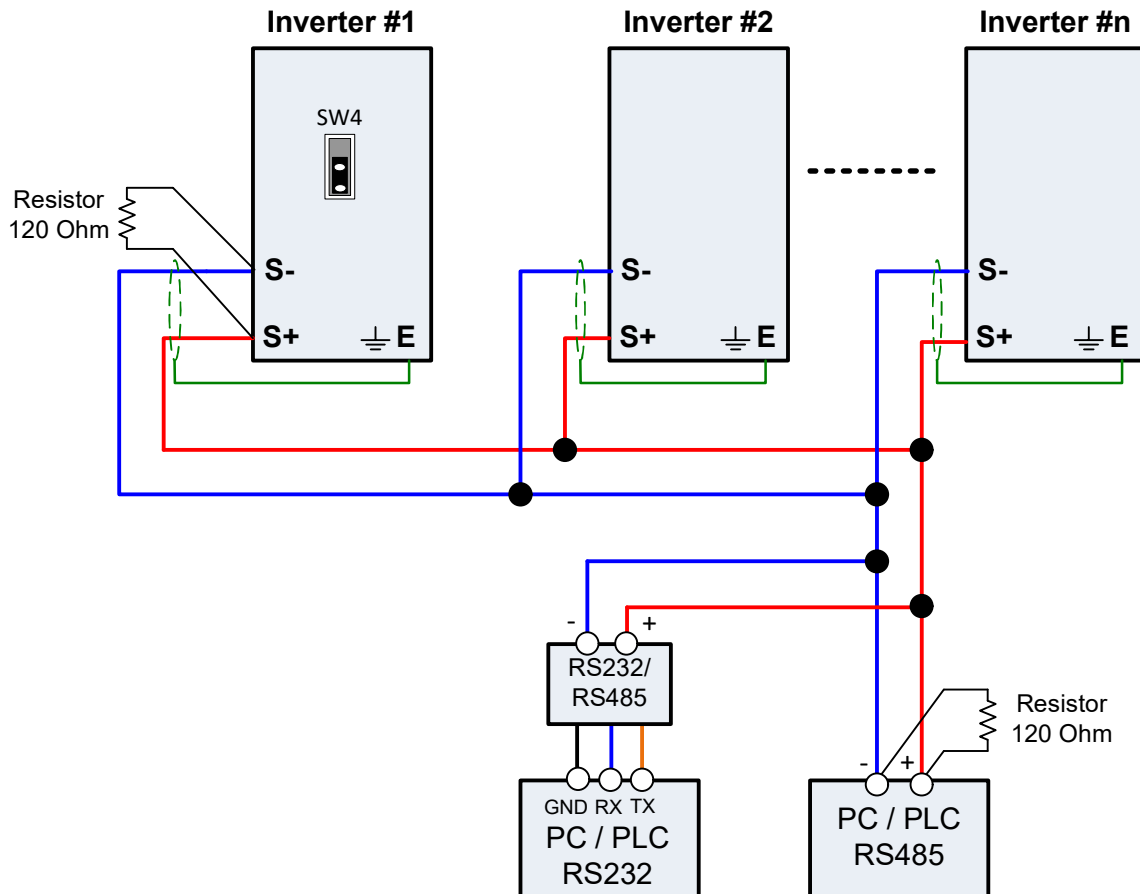 Inverter #1
Inverter #2
Inverter #n
SW4
Resistor
120 Ohm
S-
S+
E
S-
S+
E
S-
S+
E
- +
RS232/
RS485
GND RX TX
PC / PLC
RS232
- +
PC / PLC
RS485
Resistor
120 Ohm